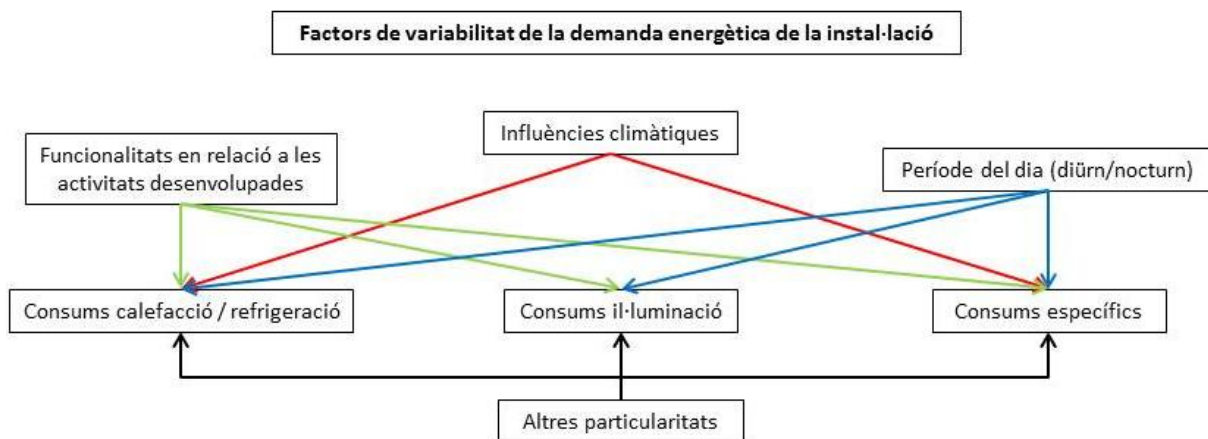 Factors de variabilitat de la demanda energètica de la instal·lació
Influències climàtiques
Funcionalitats en relació a les
activitats desenvolupades
Període del dia (diürn/nocturn)
Consums calefacció / refrigeració
Consums il·luminació
Consums específics
Altres particularitats